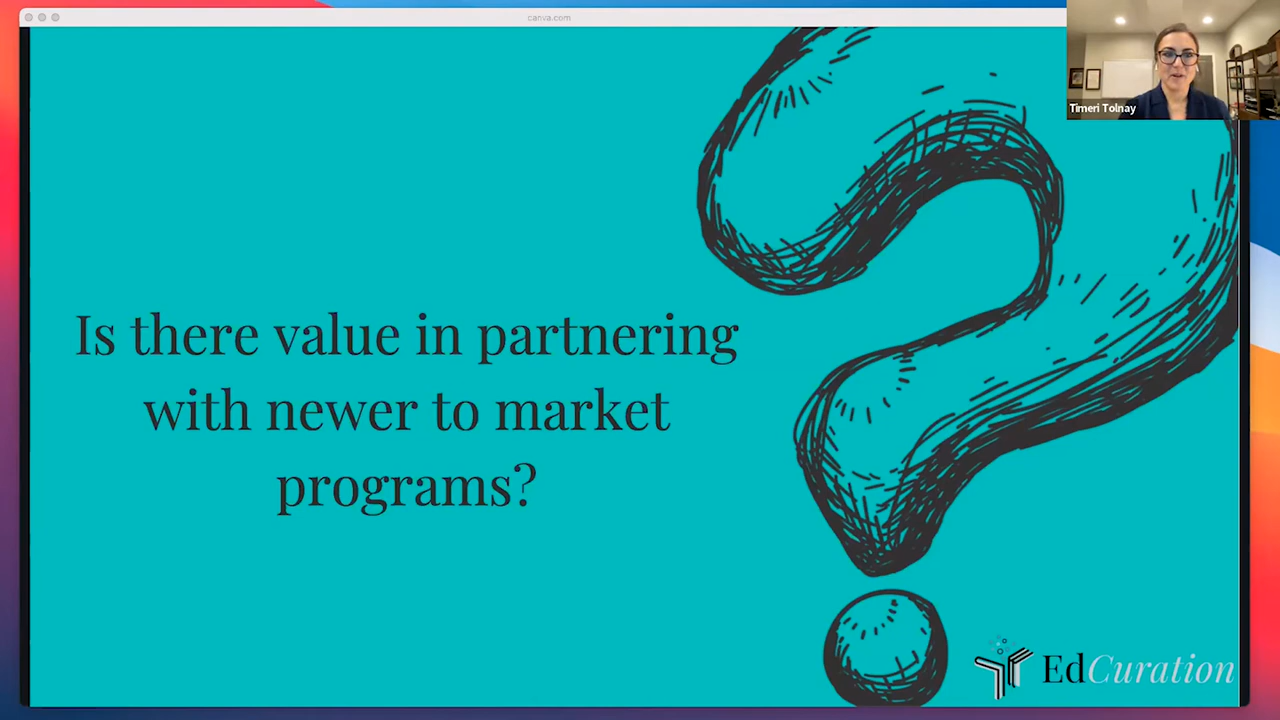 canva.com
Timeri Tolnay
Is there value in partnering
with newer to market
programs?
EdCuration